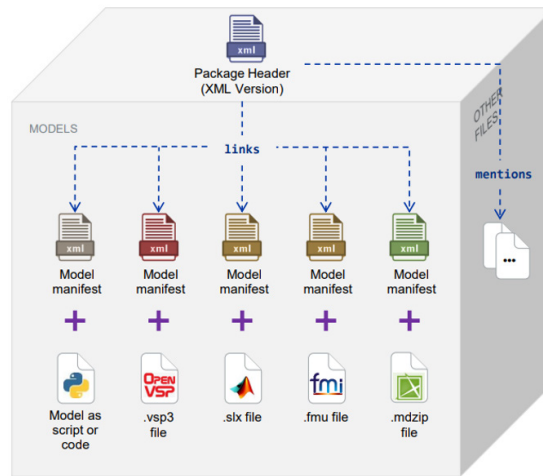 xml
Package Header
(XML Version)
MODELS
OTHER
FILES
links
mentions
xml
xml
xml
xml
xml
Model
manifest
Model
manifest
Model
manifest
Model
manifest
Model
manifest
...
+
+
+
+
+
OPEN
VSP
fmi
Model as
script or
code
.vsp3
file
.slx file
.fmu file
.mdzip
file